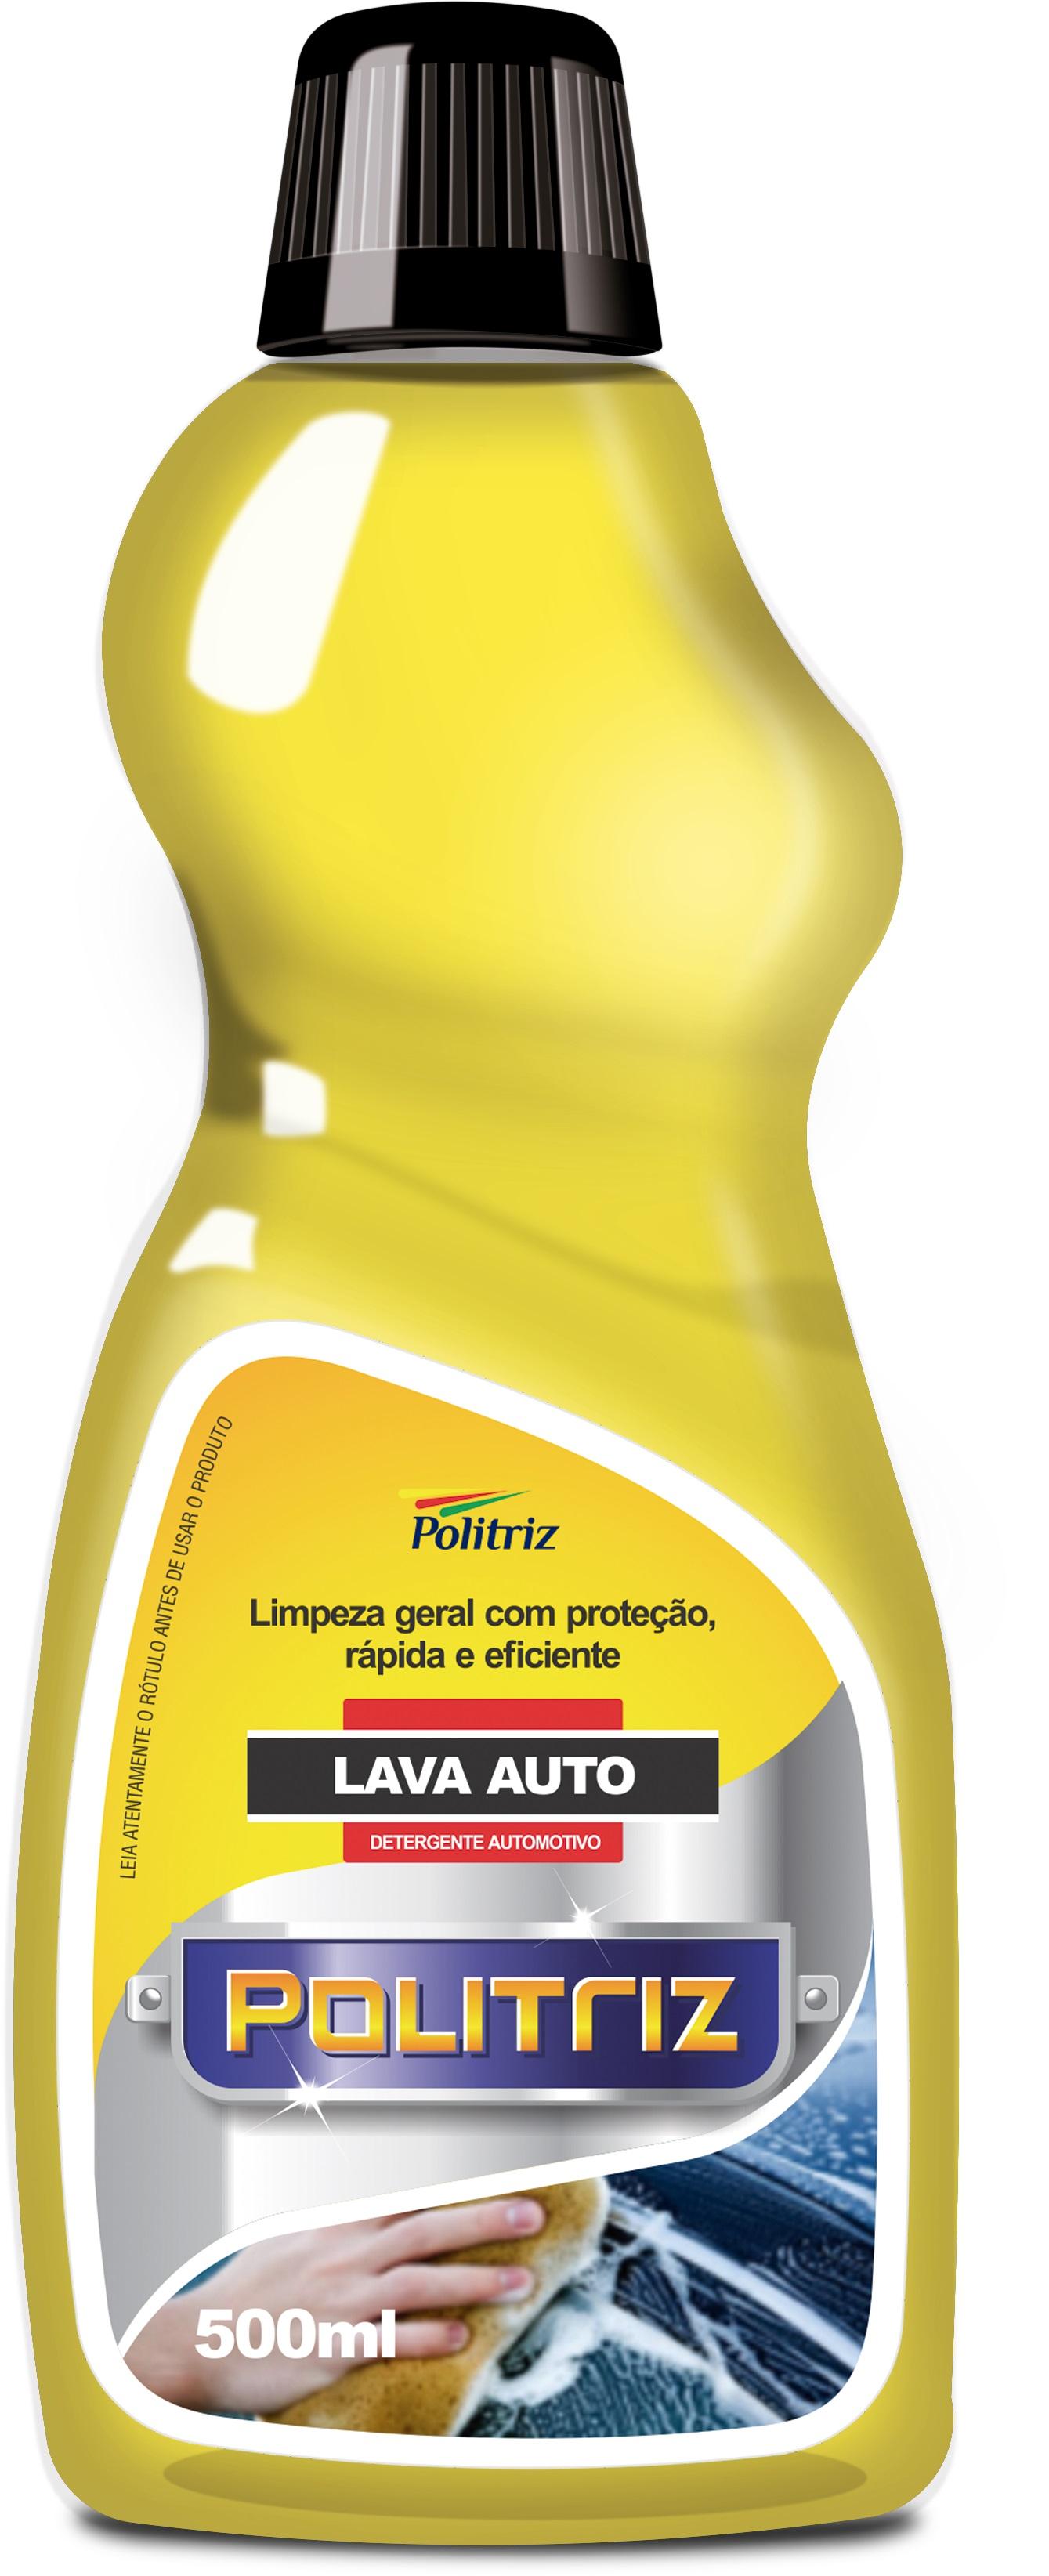 Politriz
Limpeza geral com proteção,
rápida e eficiente
LAVA AUTO
DETERGENTE AUTOMOTIVO
POLITRIZ
500ml
LEIA ATENTAMENTE O RÓTULO ANTES DE USAR O PRODUTO